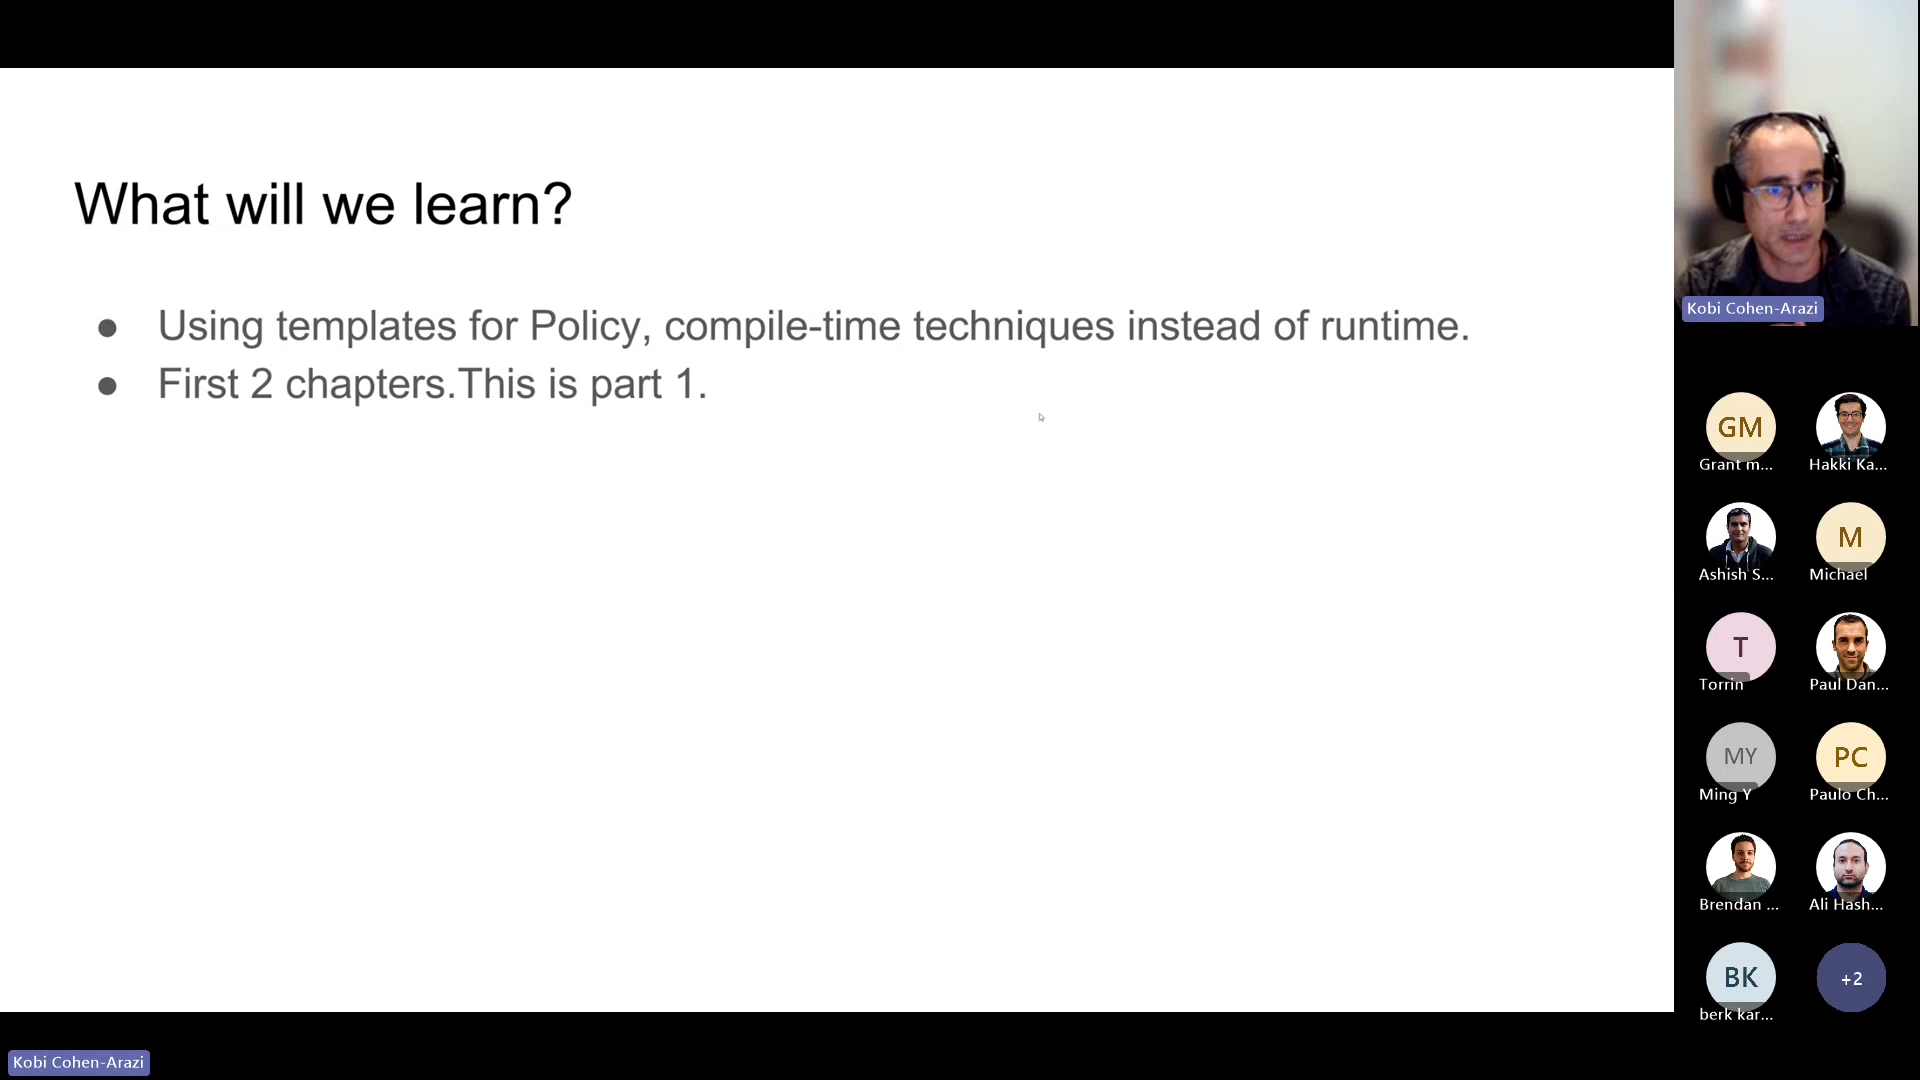 What will we learn?
● Using templates for Policy, compile-time techniques instead of runtime.
● First 2 chapters.This is part 1.
Kobi Cohen-Arazi
GM
Grant m...
Hakki Ka...
Ashish S...
M
Michael
T
Torrin
Paul Dan...
MY
Ming Y
PC
Paulo Ch...
Brendan ...
Ali Hash...
BK
berk kar...
+2
Kobi Cohen-Arazi